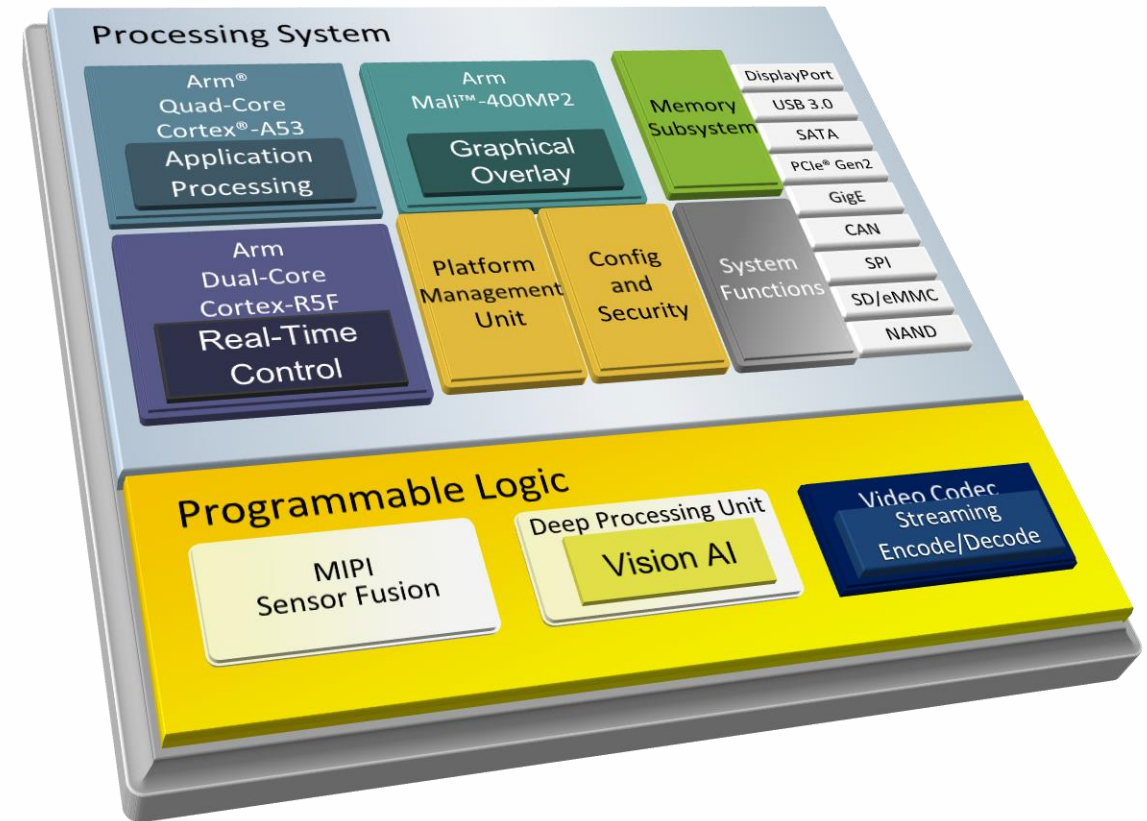 Processing System
Arm®
Quad-Core
Cortex®-A53
Application
Processing
Arm
Mali™-400MP2
Graphical
Overlay
Memory
Subsystem
DisplayPort
USB 3.0
SATA
PCIe® Gen2
GigE
CAN
SPI
SD/eMMC
NAND
Arm
Dual-Core
Cortex-R5F
Real-Time
Control
Platform
Management
Unit
Config
and
Security
System
Functions
Programmable Logic
MIPI
Sensor Fusion
Deep Processing Unit
Vision AI
Video Codec
Streaming
Encode/Decode